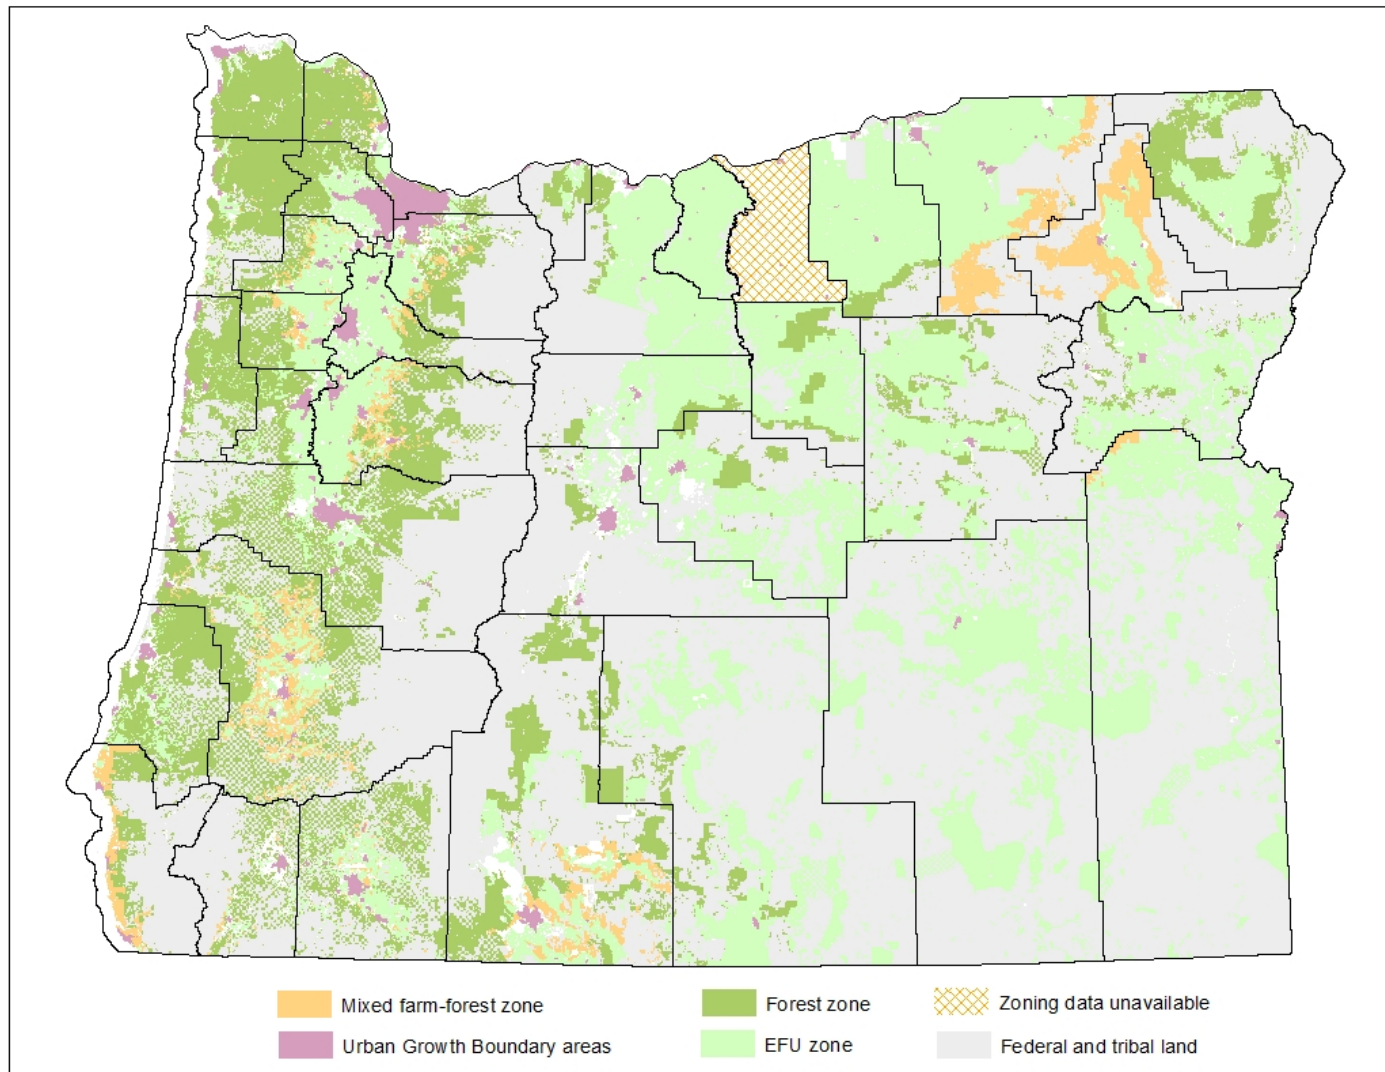 Mixed farm-forest zone
Forest zone
Zoning data unavailable
Urban Growth Boundary areas
EFU zone
Federal and tribal land